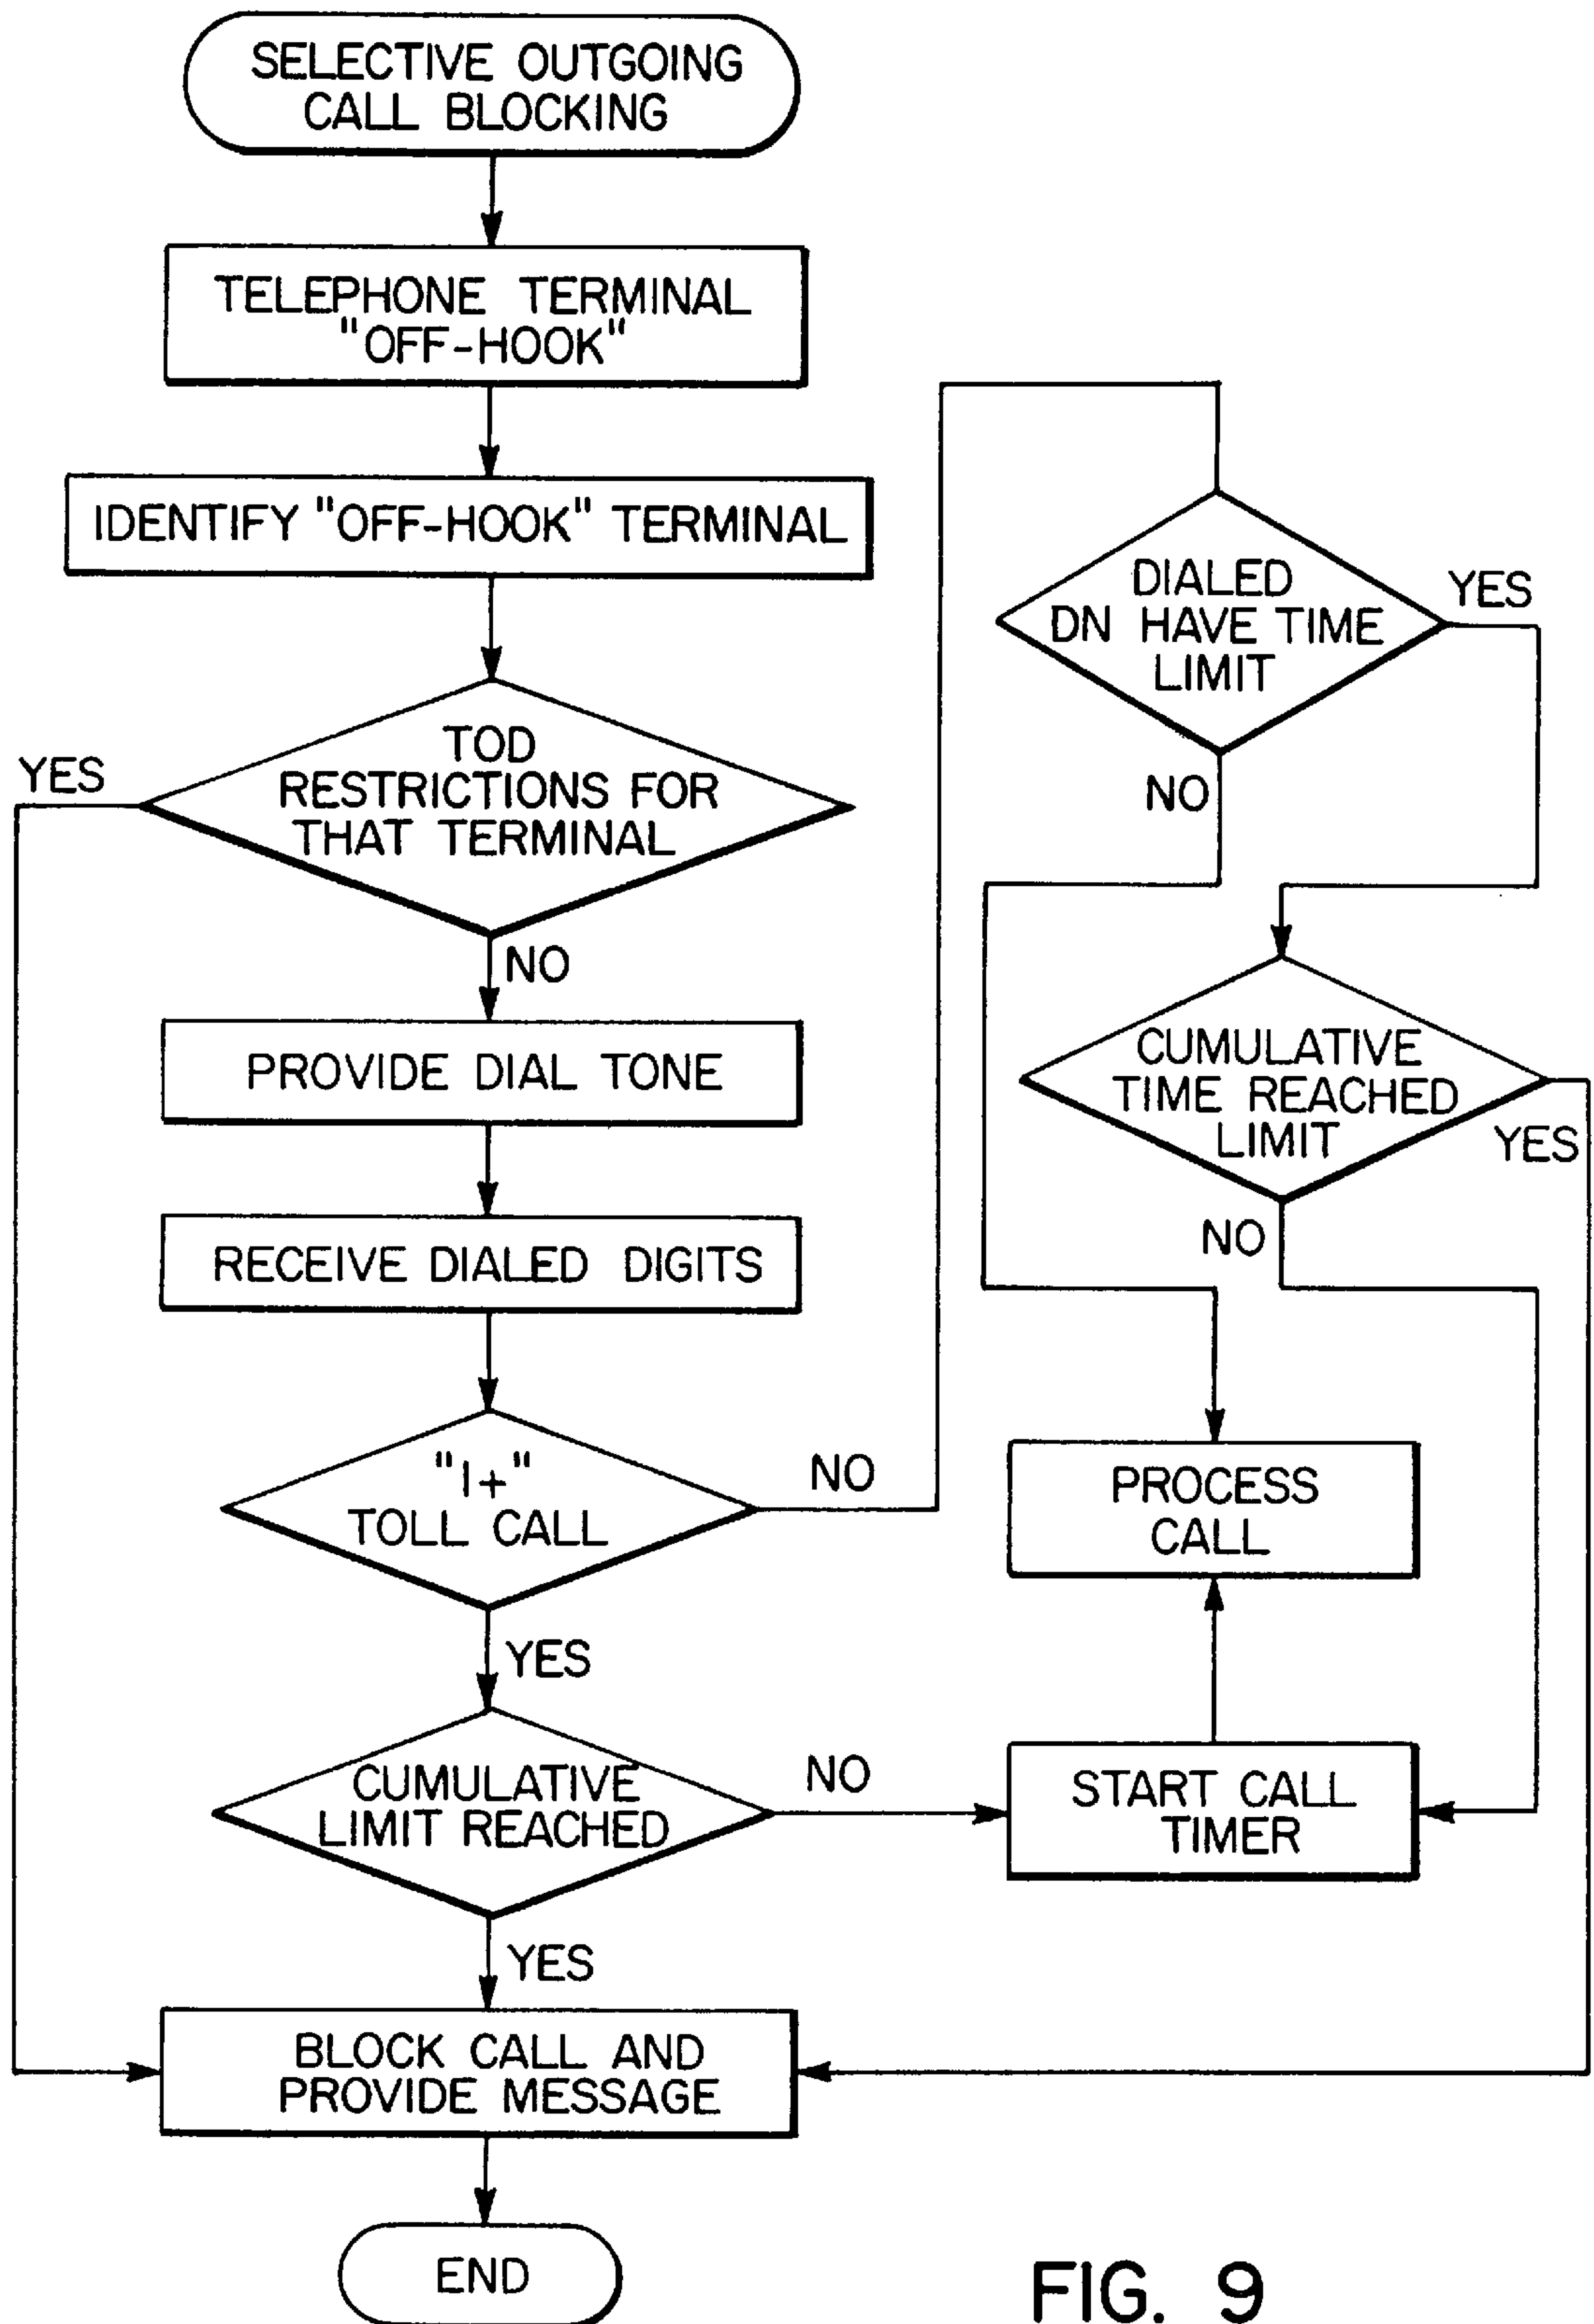 SELECTIVE OUTGOING
CALL BLOCKING
TELEPHONE TERMINAL
"OFF-HOOK"
IDENTIFY "OFF-HOOK" TERMINAL
TOD
RESTRICTIONS FOR
THAT TERMINAL
YES
NO
PROVIDE DIAL TONE
RECEIVE DIALED DIGITS
"1+"
TOLL CALL
NO
YES
CUMULATIVE
LIMIT REACHED
NO
YES
BLOCK CALL AND
PROVIDE MESSAGE
END
DIALED
DN HAVE TIME
LIMIT
YES
NO
CUMULATIVE
TIME REACHED
LIMIT
YES
NO
PROCESS
CALL
START CALL
TIMER
FIG. 9